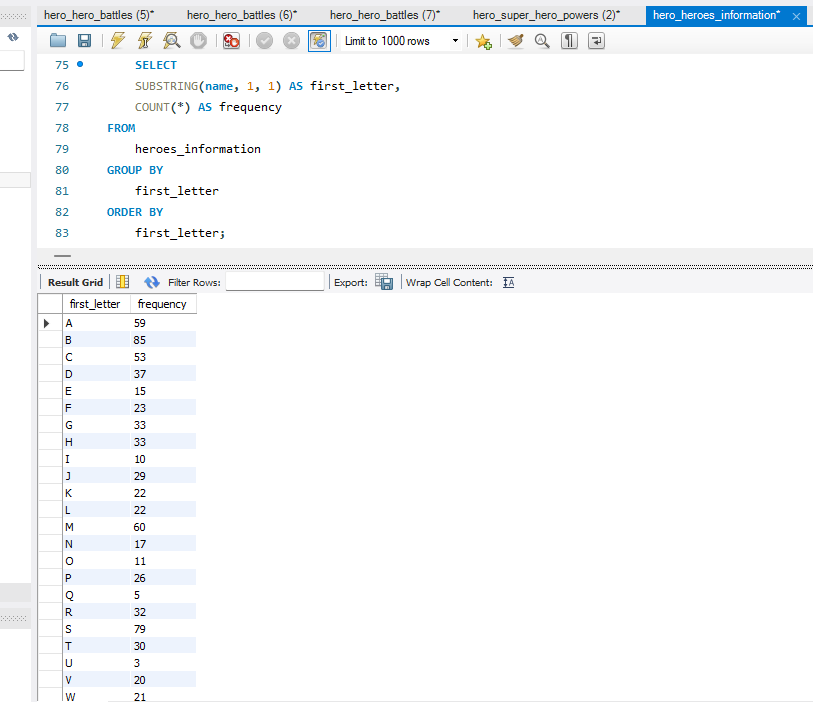 hero_hero_battles (5)* hero_hero_battles (6)* hero_hero_battles (7)* hero_super_hero_powers (2)* hero_heroes_information*
Limit to 1000 rows
75 SELECT
76 SUBSTRING(name, 1, 1) AS first_letter,
77 COUNT(*) AS frequency
78 FROM
79 heroes_information
80 GROUP BY
81 first_letter
82 ORDER BY
83 first_letter;
Result Grid Filter Rows: Export: Wrap Cell Content:
first_letter frequency
A 59
B 85
C 53
D 37
E 15
F 23
G 33
H 33
I 10
J 29
K 22
L 22
M 60
N 17
O 11
P 26
Q 5
R 32
S 79
T 30
U 3
V 20
W 21